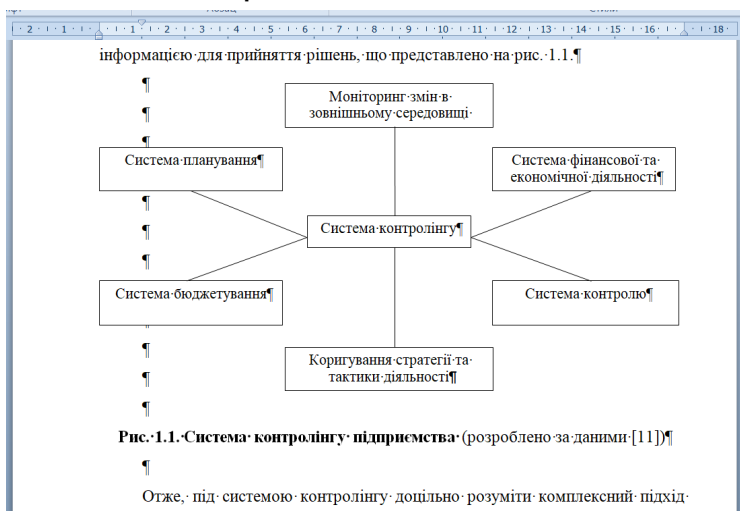 інформацією для прийняття рішень, що представлено на рис. 1.1.¶
Моніторинг змін в
зовнішньому середовищі
Система планування¶
Система фінансової та
економічної діяльності¶
Система контролінгу¶
Система бюджетування¶
Система контролю¶
Коригування стратегії та
тактики діяльності¶
Рис. 1.1. Система контролінгу підприємства (розроблено за даними [11])¶
Отже, під системою контролінгу доцільно розуміти комплексний підхід